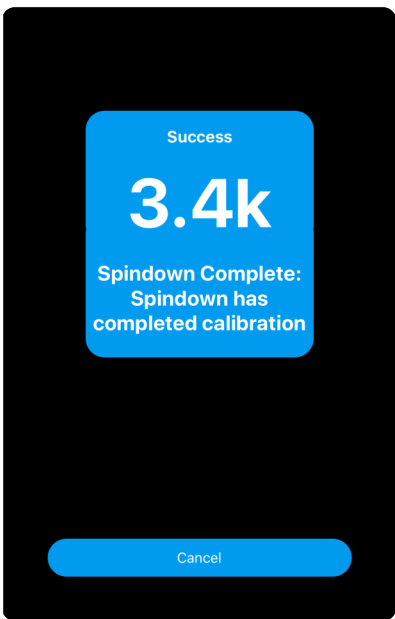 Success
3.4k
Spindown Complete:
Spindown has
completed calibration
Cancel